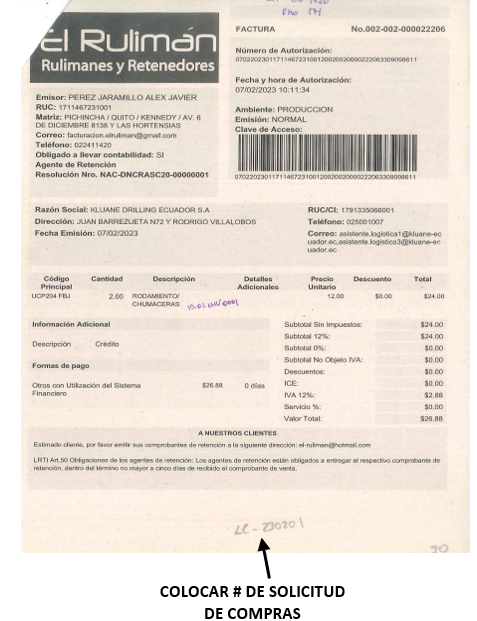 Rho 171
El Rulimán
Rulimanes y Retenedores
FACTURA No.002-002-000022206
Número de Autorización:
Fecha y hora de Autorización:
07/02/2023 10:11:34
Ambiente: PRODUCCION
Emisión: NORMAL
Clave de Acceso:
Emisor: PEREZ JARAMILLO ALEX JAVIER
RUC: 1711467231001
Matriz: PICHINCHA / QUITO / KENNEDY / AV. 6
DE DICIEMBRE 8138 Y LAS HORTENSIAS
Correo: facturacion.elruliman@gmail.com
Teléfono: 022411420
Obligado a llevar contabilidad: SI
Agente de Retención
Resolución Nro. NAC-DNCRASC20-00000001
Razón Social: KLUANE DRILLING ECUADOR S.A
Dirección: JUAN BARREZUETA N72 Y RODRIGO VILLALOBOS
Fecha Emisión: 07/02/2023
RUC/CI: 1791335066001
Teléfono: 025001007
Correo: asistente.logistica1@kluane-ec
uador.ec,asistente.logistico3@kluane-ec
uador.ec
Código Principal Cantidad Descripción Detalles Adicionales Precio Unitario Descuento Total
UCP204 FBJ 2.00 RODAMIENTO/ CHUMACERAS 12.00 $0.00 $24.00
Información Adicional
Descripción Crédito
Formas de pago
Otros con Utilización del Sistema Financiero $26.88 0 días
Subtotal Sin Impuestos: $24.00
Subtotal 12%: $24.00
Subtotal 0%: $0.00
Subtotal No Objeto IVA: $0.00
Descuentos: $0.00
ICE: $0.00
IVA 12%: $2.88
Servicio %: $0.00
Valor Total: $26.88
A NUESTROS CLIENTES
Estimado cliente, por favor emitir sus comprobantes de retención a la siguiente dirección: el-ruliman@hotmail.com
LRTI Art.50 Obligaciones de los agentes de retención: Los agentes de retención están obligados a entregar el respectivo comprobante de
retención, dentro del término no mayor a cinco días de recibido el comprobante de venta.
LC-230201
30
COLOCAR # DE SOLICITUD
DE COMPRAS